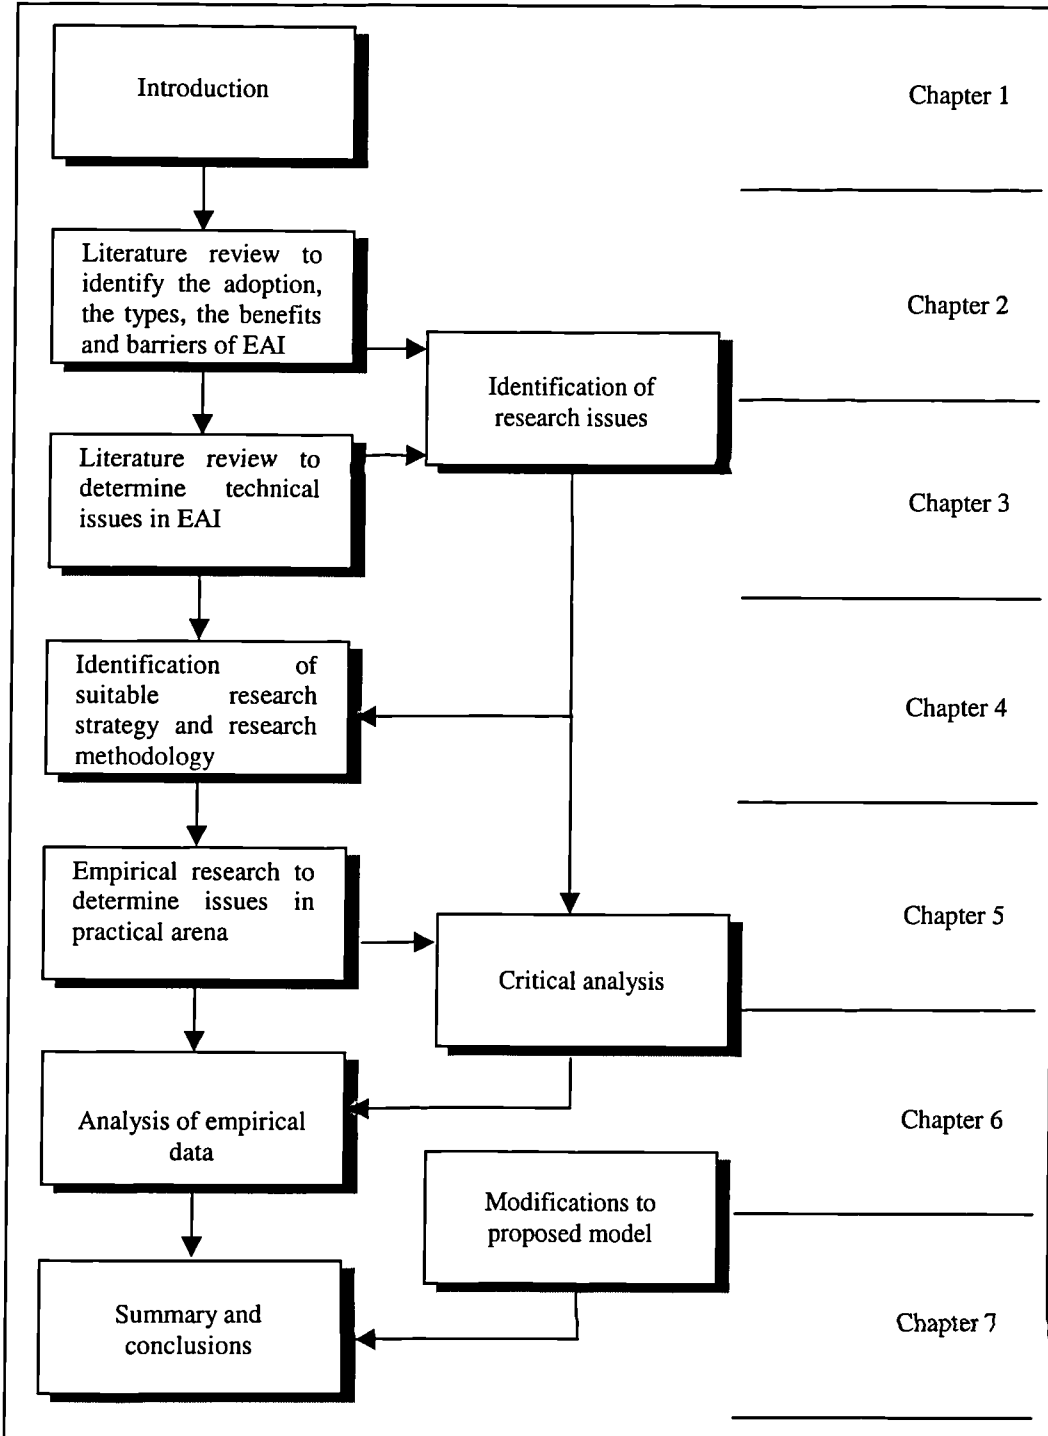 Introduction
Chapter 1
Literature review to
identify the adoption,
the types, the benefits
and barriers of EAI
Chapter 2
Identification of
research issues
Literature review to
determine technical
issues in EAI
Chapter 3
Identification of
suitable research
strategy and research
methodology
Chapter 4
Empirical research to
determine issues in
practical arena
Chapter 5
Critical analysis
Analysis of empirical
data
Chapter 6
Modifications to
proposed model
Summary and
conclusions
Chapter 7